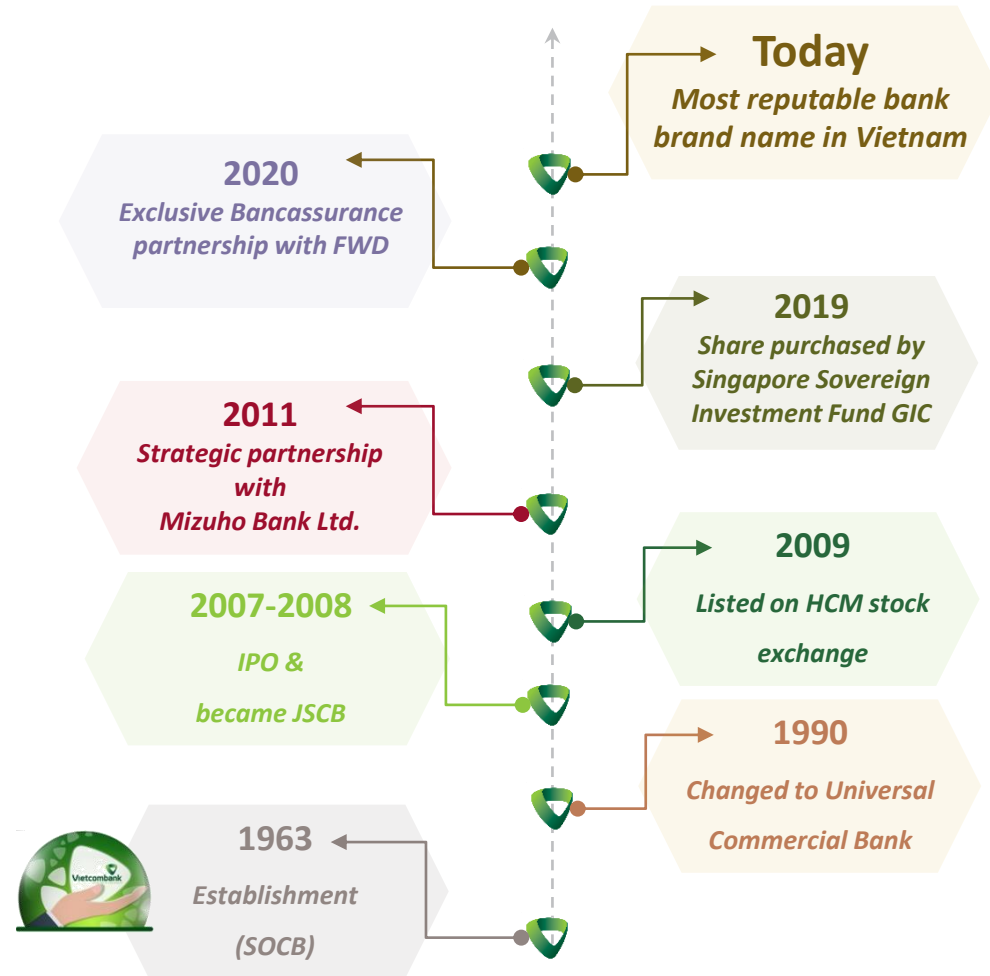 Today
Most reputable bank
brand name in Vietnam
2020
Exclusive Bancassurance
partnership with FWD
2019
Share purchased by
Singapore Sovereign
Investment Fund GIC
2011
Strategic partnership
with
Mizuho Bank Ltd.
2009
Listed on HCM stock
exchange
2007-2008
IPO &
became JSCB
1990
Changed to Universal
Commercial Bank
1963
Establishment
(SOCB)
Vietcombank